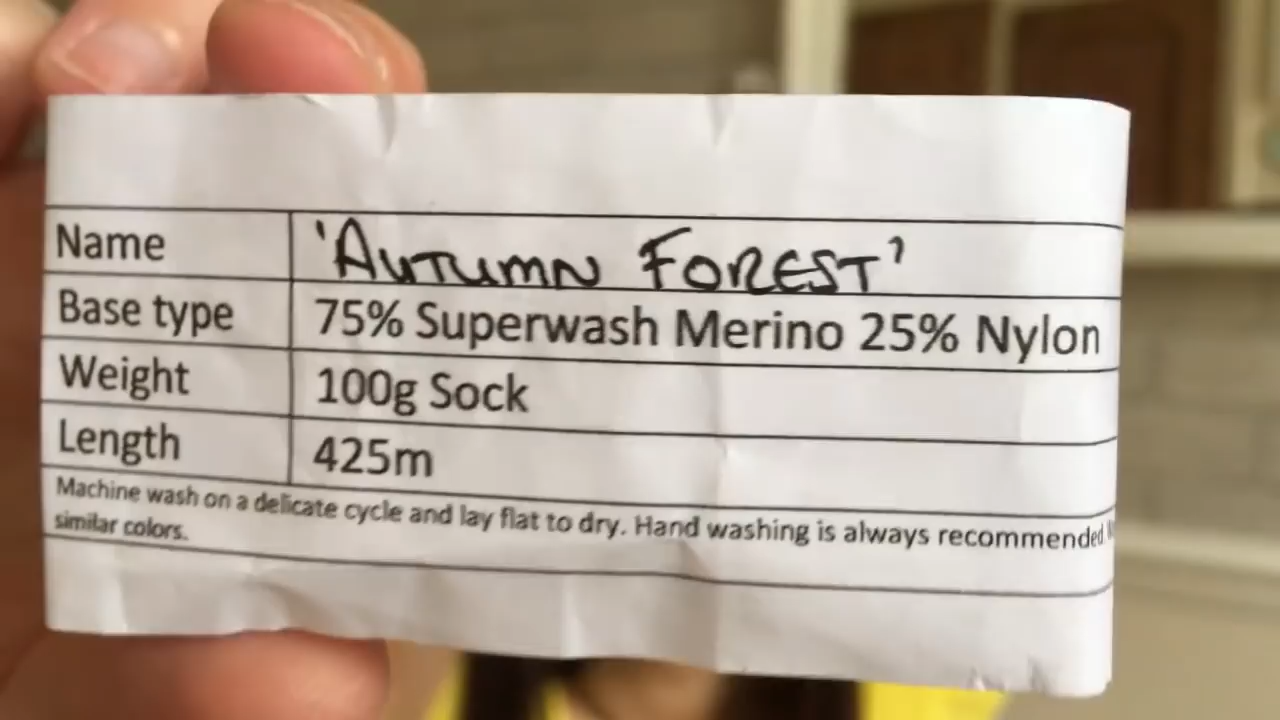 Name 'AUTUMN FOREST'
Base type 75% Superwash Merino 25% Nylon
Weight 100g Sock
Length 425m
Machine wash on a delicate cycle and lay flat to dry. Hand washing is always recommended.
similar colors.